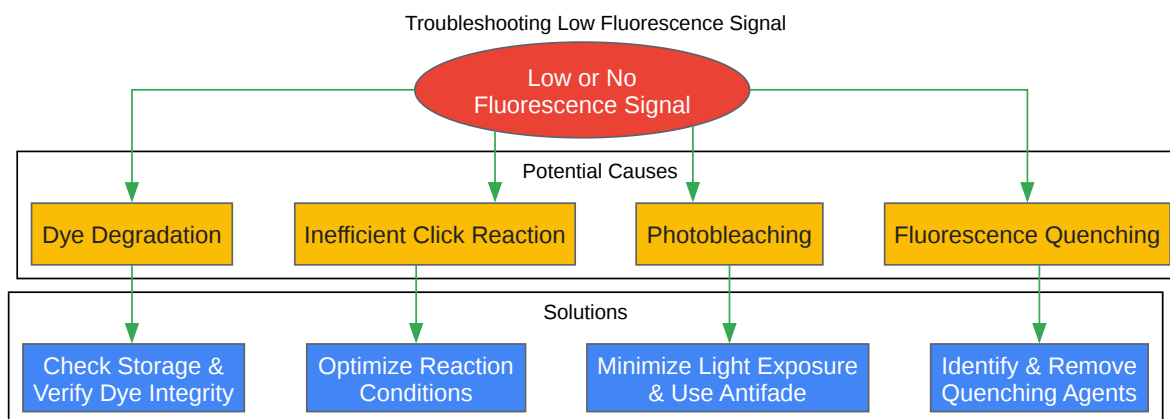 Troubleshooting Low Fluorescence Signal
Low or No
Fluorescence Signal
Potential Causes
Dye Degradation
Inefficient Click Reaction
Photobleaching
Fluorescence Quenching
Solutions
Check Storage &
Verify Dye Integrity
Optimize Reaction
Conditions
Minimize Light Exposure
& Use Antifade
Identify & Remove
Quenching Agents